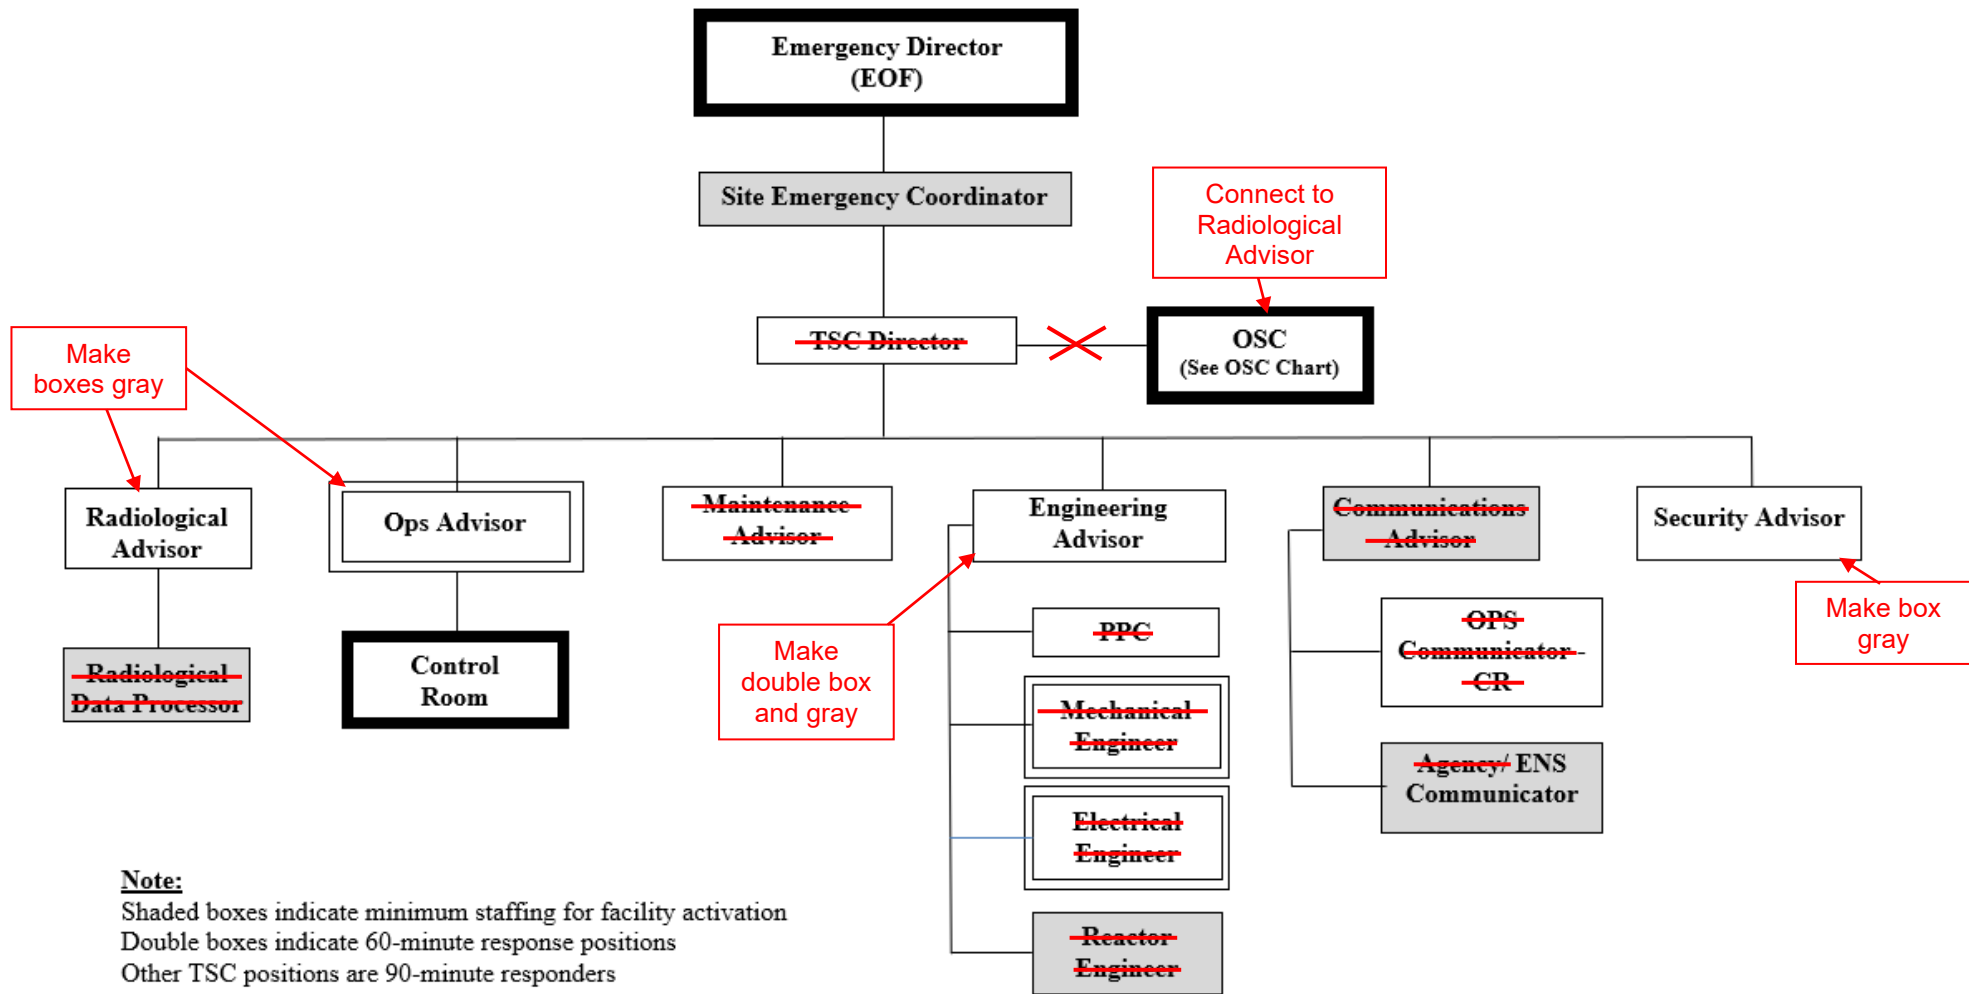 Emergency Director
(EOF)
Site Emergency Coordinator
Connect to
Radiological
Advisor
TSC Director
OSC
(See OSC Chart)
Make
boxes gray
Radiological
Advisor
Ops Advisor
Maintenance
Advisor
Engineering
Advisor
Communications
Advisor
Security Advisor
Make box
gray
Make
double box
and gray
Radiological
Data Processor
Control
Room
PPC
Mechanical
Engineer
Electrical
Engineer
Reactor
Engineer
OPS
Communicator -
CR
Agency/ ENS
Communicator
Note:
Shaded boxes indicate minimum staffing for facility activation
Double boxes indicate 60-minute response positions
Other TSC positions are 90-minute responders